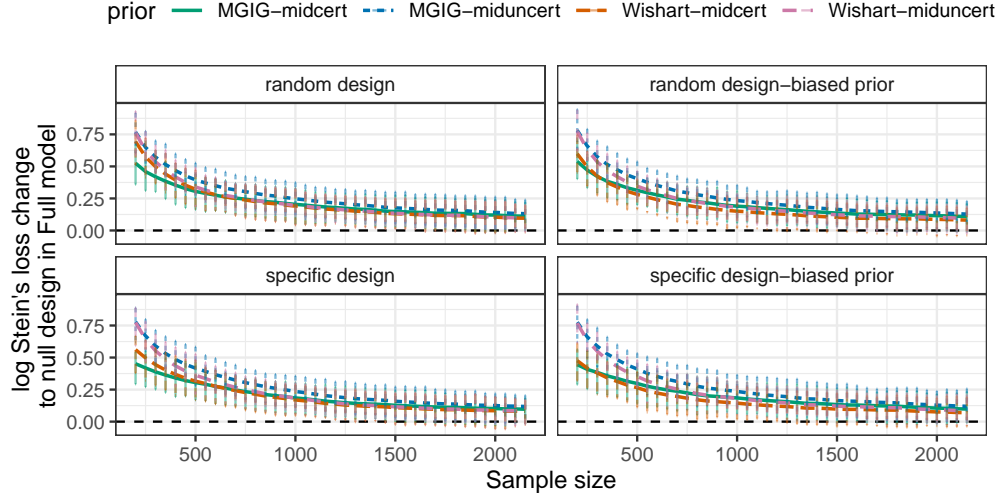 prior MGIG−midcert MGIG−miduncert Wishart−midcert Wishart−miduncert
random design
random design−biased prior
0.75
0.50
0.25
0.00
specific design
specific design−biased prior
0.75
0.50
0.25
0.00
log Stein's loss change
to null design in Full model
500 1000 1500 2000
500 1000 1500 2000
Sample size